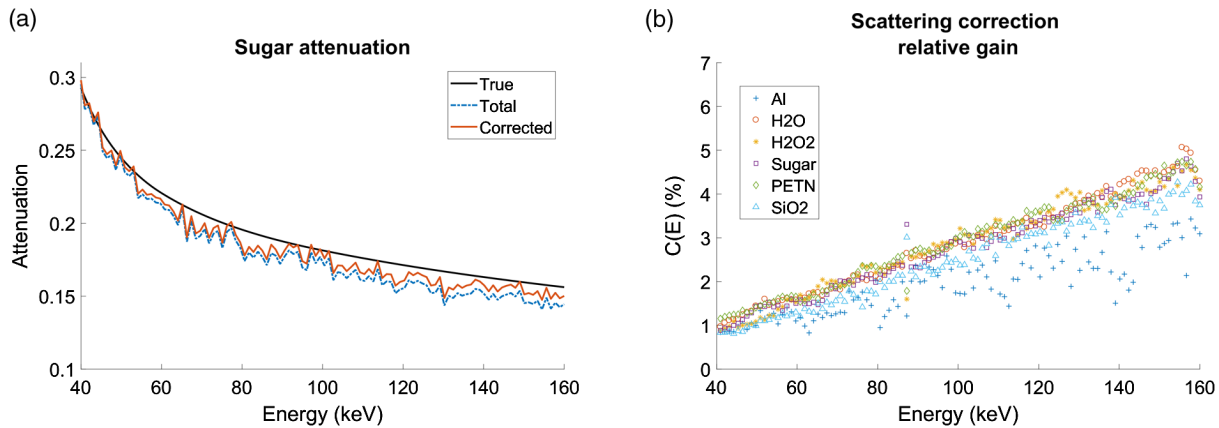 (a)
Sugar attenuation
0.3
0.25
0.2
0.15
0.1
Attenuation
True
Total
Corrected
40 60 80 100 120 140 160
Energy (keV)
(b)
Scattering correction
relative gain
7
6
5
4
3
2
1
0
C(E) (%)
Al
H2O
H2O2
Sugar
PETN
SiO2
40 60 80 100 120 140 160
Energy (keV)